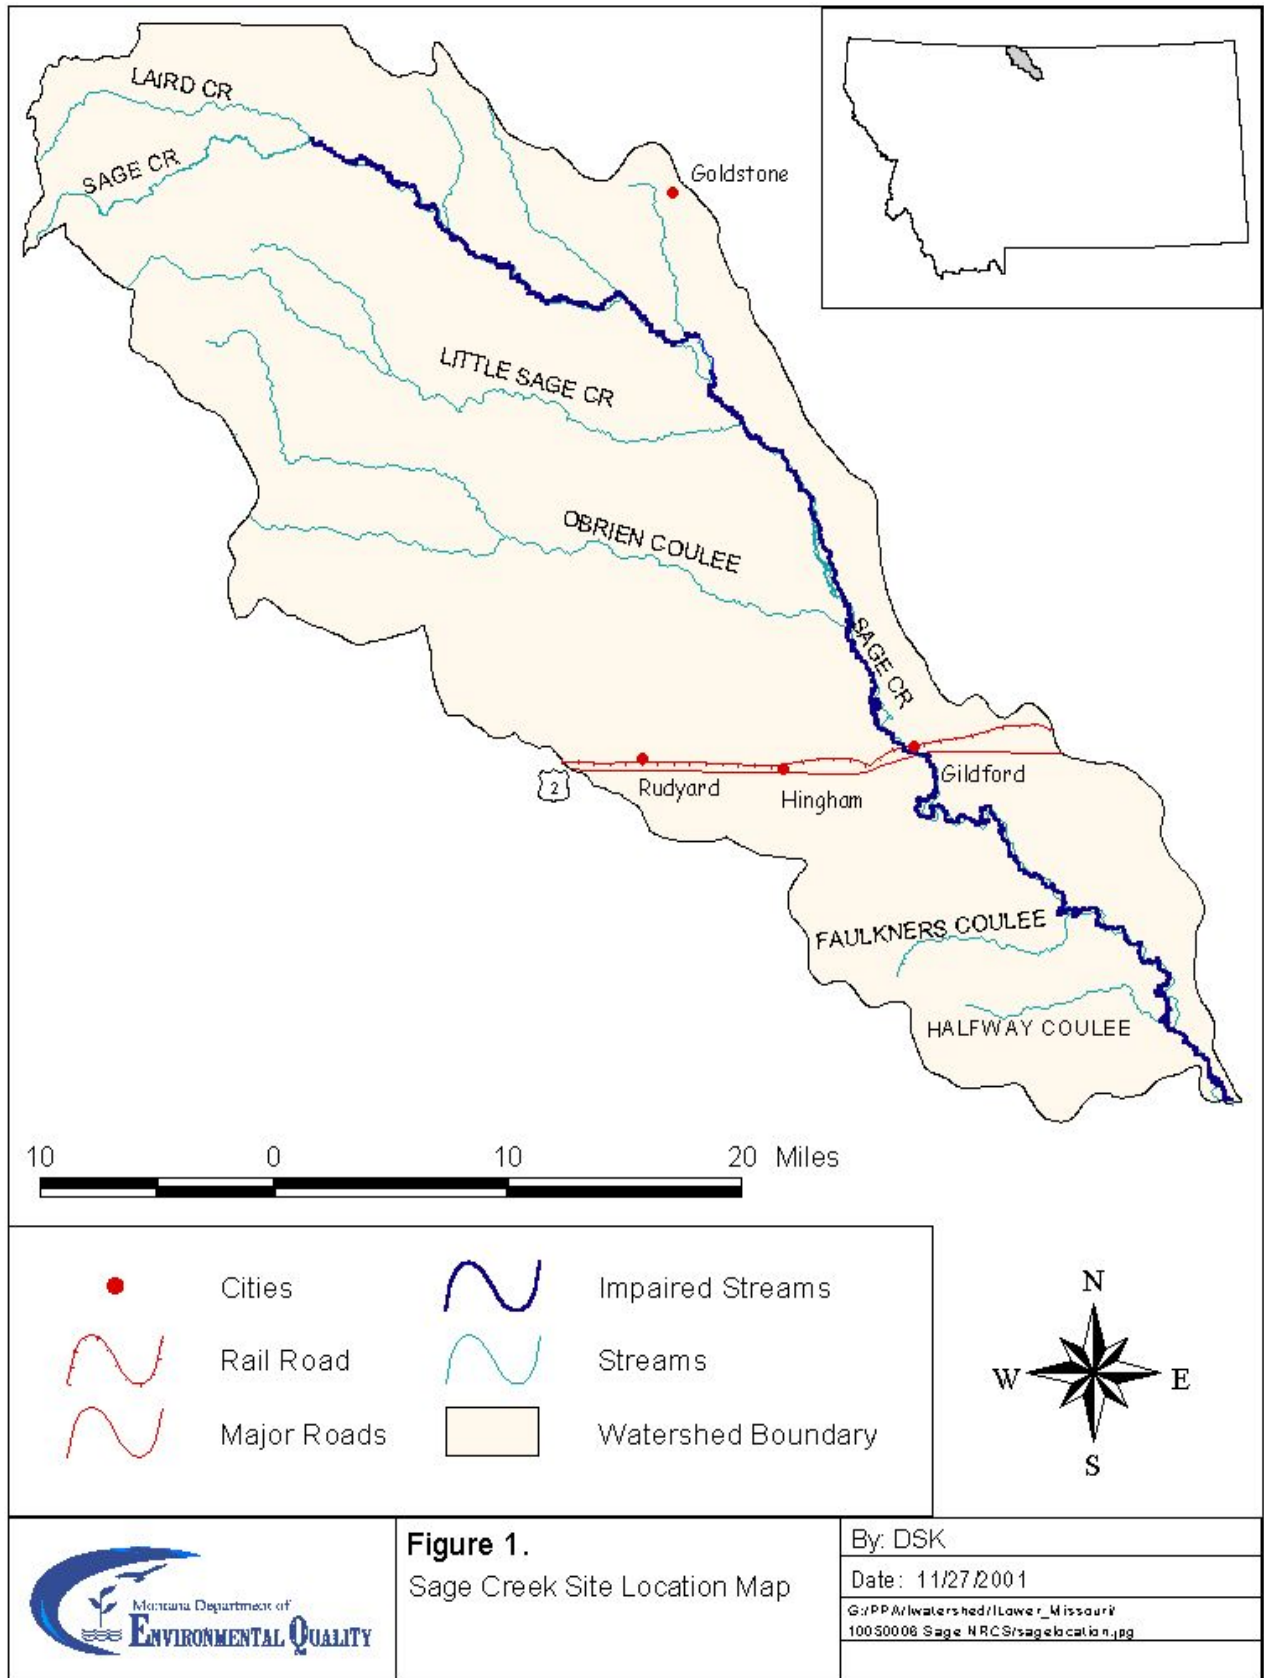 LAIRD CR
SAGE CR
Goldstone
LITTLE SAGE CR
OBRIEN COULEE
SAGE CR
2
Rudyard
Hingham
Gildford
FAULKNERS COULEE
HALFWAY COULEE
10 0 10 20 Miles
Cities
Impaired Streams
Rail Road
Streams
Major Roads
Watershed Boundary
N
W E
S
Montana Department of
ENVIRONMENTAL QUALITY
Figure 1.
Sage Creek Site Location Map
By: DSK
Date: 11/27/2001
10050006 Sage NRCS/sagelocation.jpg